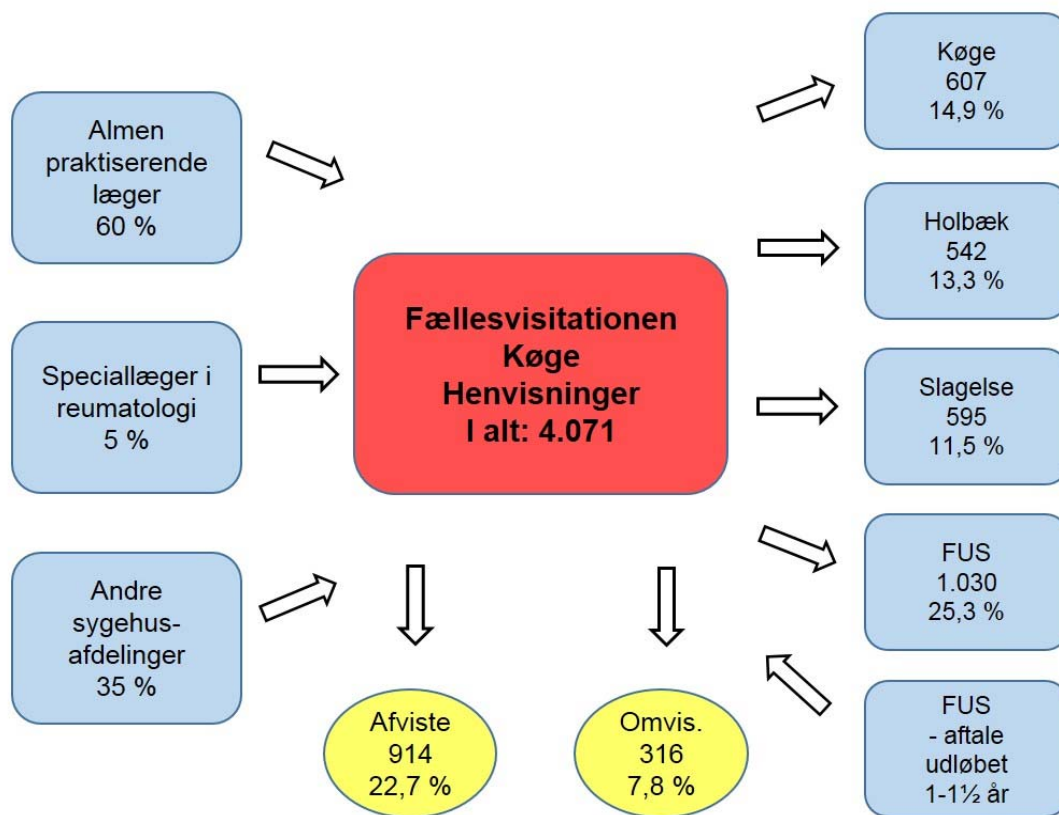 Almen
praktiserende
læger
60 %
Speciallæger i
reumatologi
5 %
Andre
sygehus-
afdelinger
35 %
Fællesvisitationen
Køge
Henvisninger
I alt: 4.071
Afviste
914
22,7 %
Omvis.
316
7,8 %
Køge
607
14,9 %
Holbæk
542
13,3 %
Slagelse
595
11,5 %
FUS
1.030
25,3 %
FUS
- aftale
udløbet
1-1½ år